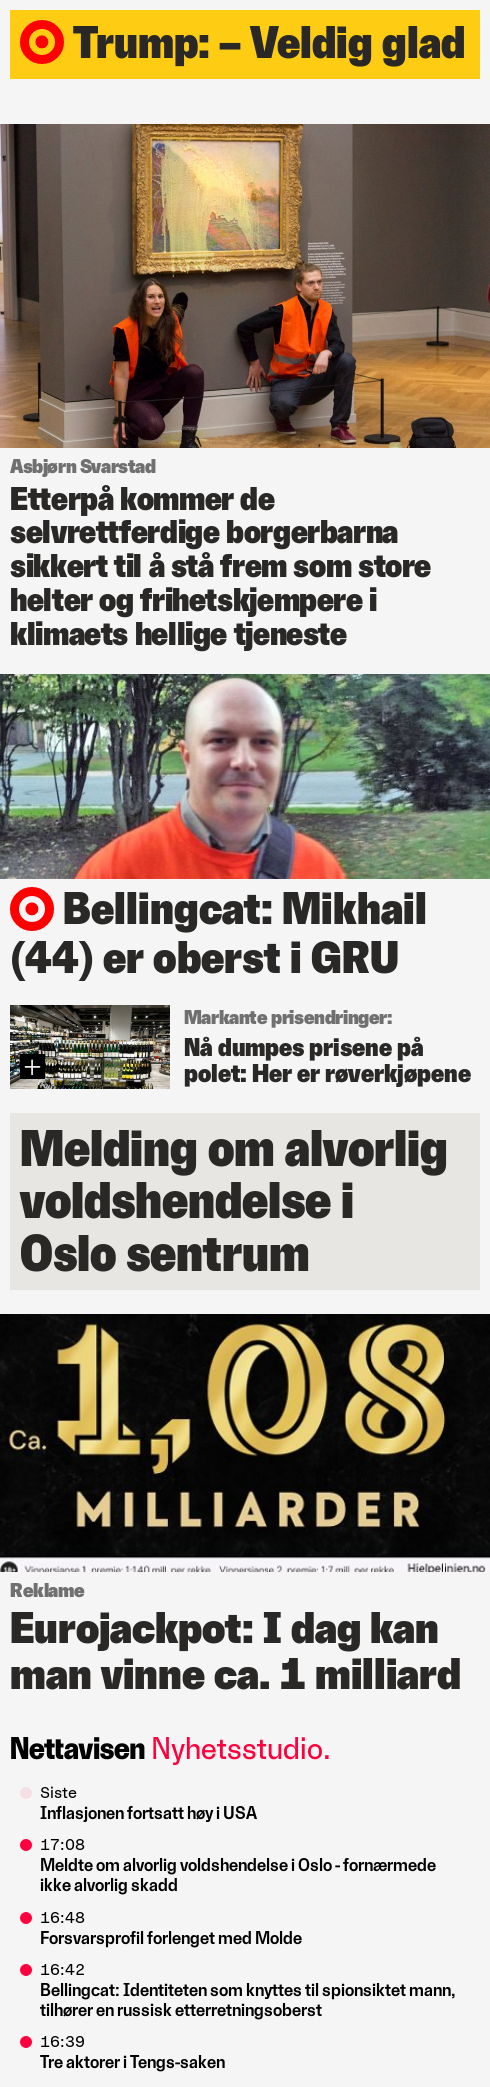 Trump: – Veldig glad
Asbjørn Svarstad
Etterpå kommer de
selvrettferdige borgerbarna
sikkert til å stå frem som store
helter og frihetskjempere i
klimaets hellige tjeneste
Bellingcat: Mikhail
(44) er oberst i GRU
Markante prisendringer:
Nå dumpes prisene på
polet: Her er røverkjøpene
Melding om alvorlig
voldshendelse i
Oslo sentrum
Ca. 1,08
MILLIARDER
Vinnersjanse 1. premie: 1:140 mill. per rekke Vinnersjanse 2. premie: 1:7 mill. per rekke Hjelpelinjen.no
Reklame
Eurojackpot: I dag kan
man vinne ca. 1 milliard
Nettavisen Nyhetsstudio.
Siste
Inflasjonen fortsatt høy i USA
17:08
Meldte om alvorlig voldshendelse i Oslo - fornærmede
ikke alvorlig skadd
16:48
Forsvarsprofil forlenget med Molde
16:42
Bellingcat: Identiteten som knyttes til spionsiktet mann,
tilhører en russisk etterretningsoberst
16:39
Tre aktorer i Tengs-saken